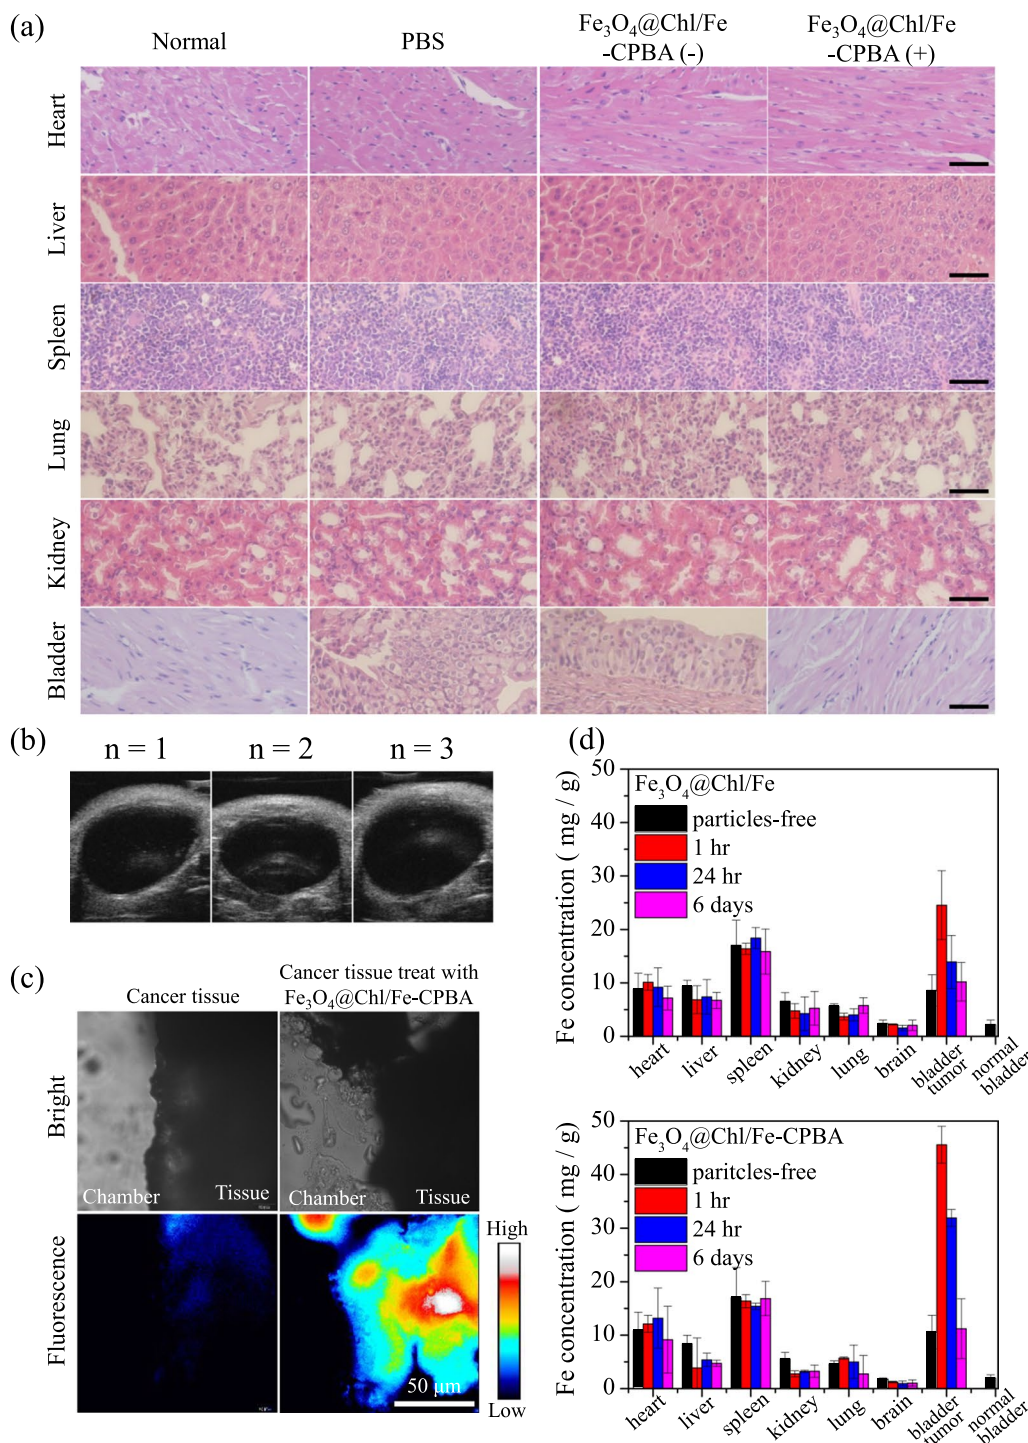 (a)
Normal
PBS
Fe₃O₄@Chl/Fe
-CPBA (-)
Fe₃O₄@Chl/Fe
-CPBA (+)
Heart
Liver
Spleen
Lung
Kidney
Bladder
(b)
n = 1
n = 2
n = 3
(c)
Cancer tissue
Cancer tissue treat with
Fe₃O₄@Chl/Fe-CPBA
Bright
Chamber
Tissue
Chamber
Tissue
Fluorescence
50 μm
High
Low
(d)
Fe concentration ( mg / g)
50
40
30
20
10
0
Fe₃O₄@Chl/Fe
particles-free
1 hr
24 hr
6 days
heart
liver
spleen
kidney
lung
brain
bladder
tumor
normal
bladder
Fe concentration ( mg / g)
50
40
30
20
10
0
Fe₃O₄@Chl/Fe-CPBA
paritcles-free
1 hr
24 hr
6 days
heart
liver
spleen
kidney
lung
brain
bladder
tumor
normal
bladder